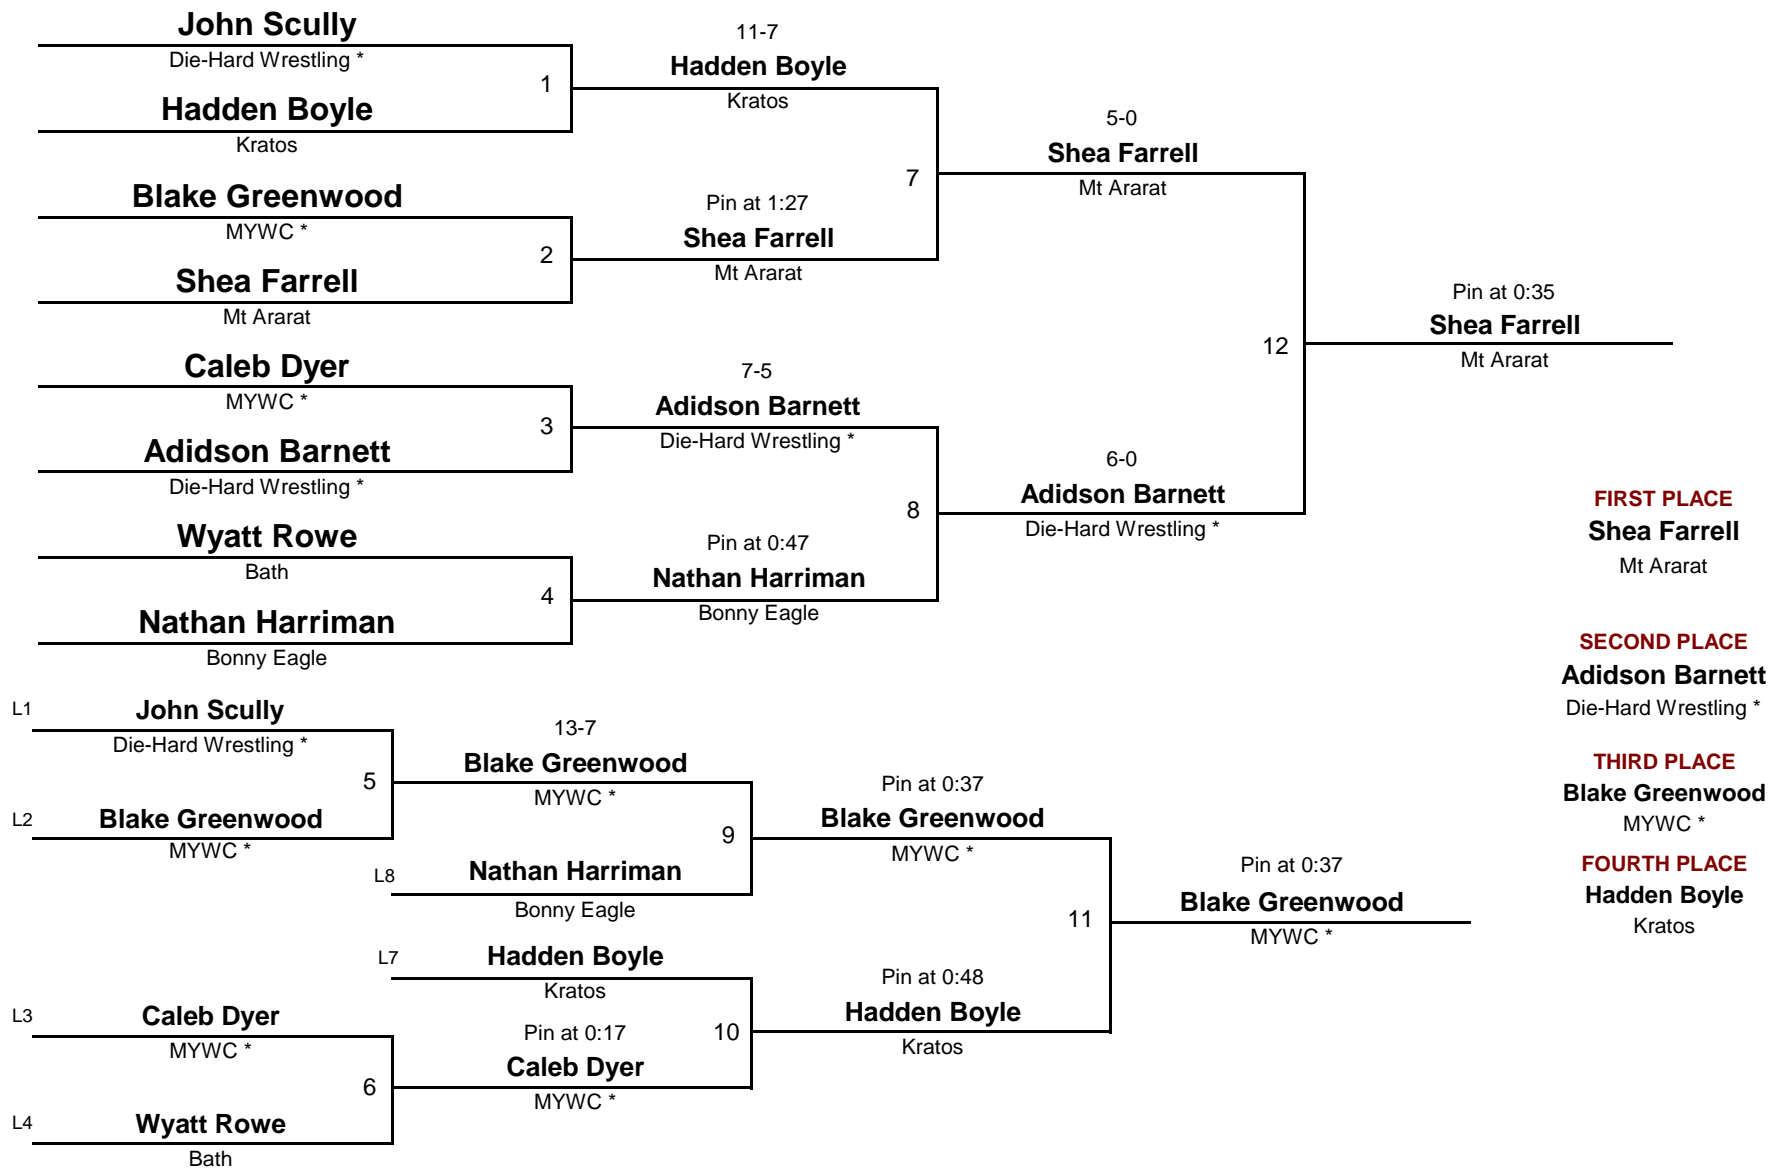 John Scully
Die-Hard Wrestling *
1
Hadden Boyle
Kratos
11-7
Hadden Boyle
Kratos
Blake Greenwood
MYWC *
2
Shea Farrell
Mt Ararat
Pin at 1:27
Shea Farrell
Mt Ararat
7
5-0
Shea Farrell
Mt Ararat
Caleb Dyer
MYWC *
3
Adidson Barnett
Die-Hard Wrestling *
7-5
Adidson Barnett
Die-Hard Wrestling *
Wyatt Rowe
Bath
4
Nathan Harriman
Bonny Eagle
Pin at 0:47
Nathan Harriman
Bonny Eagle
8
6-0
Adidson Barnett
Die-Hard Wrestling *
12
Pin at 0:35
Shea Farrell
Mt Ararat
FIRST PLACE
Shea Farrell
Mt Ararat
SECOND PLACE
Adidson Barnett
Die-Hard Wrestling *
THIRD PLACE
Blake Greenwood
MYWC *
FOURTH PLACE
Hadden Boyle
Kratos
L1
John Scully
Die-Hard Wrestling *
5
L2
Blake Greenwood
MYWC *
13-7
Blake Greenwood
MYWC *
9
L8
Nathan Harriman
Bonny Eagle
Pin at 0:37
Blake Greenwood
MYWC *
L7
Hadden Boyle
Kratos
L3
Caleb Dyer
MYWC *
6
L4
Wyatt Rowe
Bath
Pin at 0:17
Caleb Dyer
MYWC *
10
Pin at 0:48
Hadden Boyle
Kratos
11
Pin at 0:37
Blake Greenwood
MYWC *